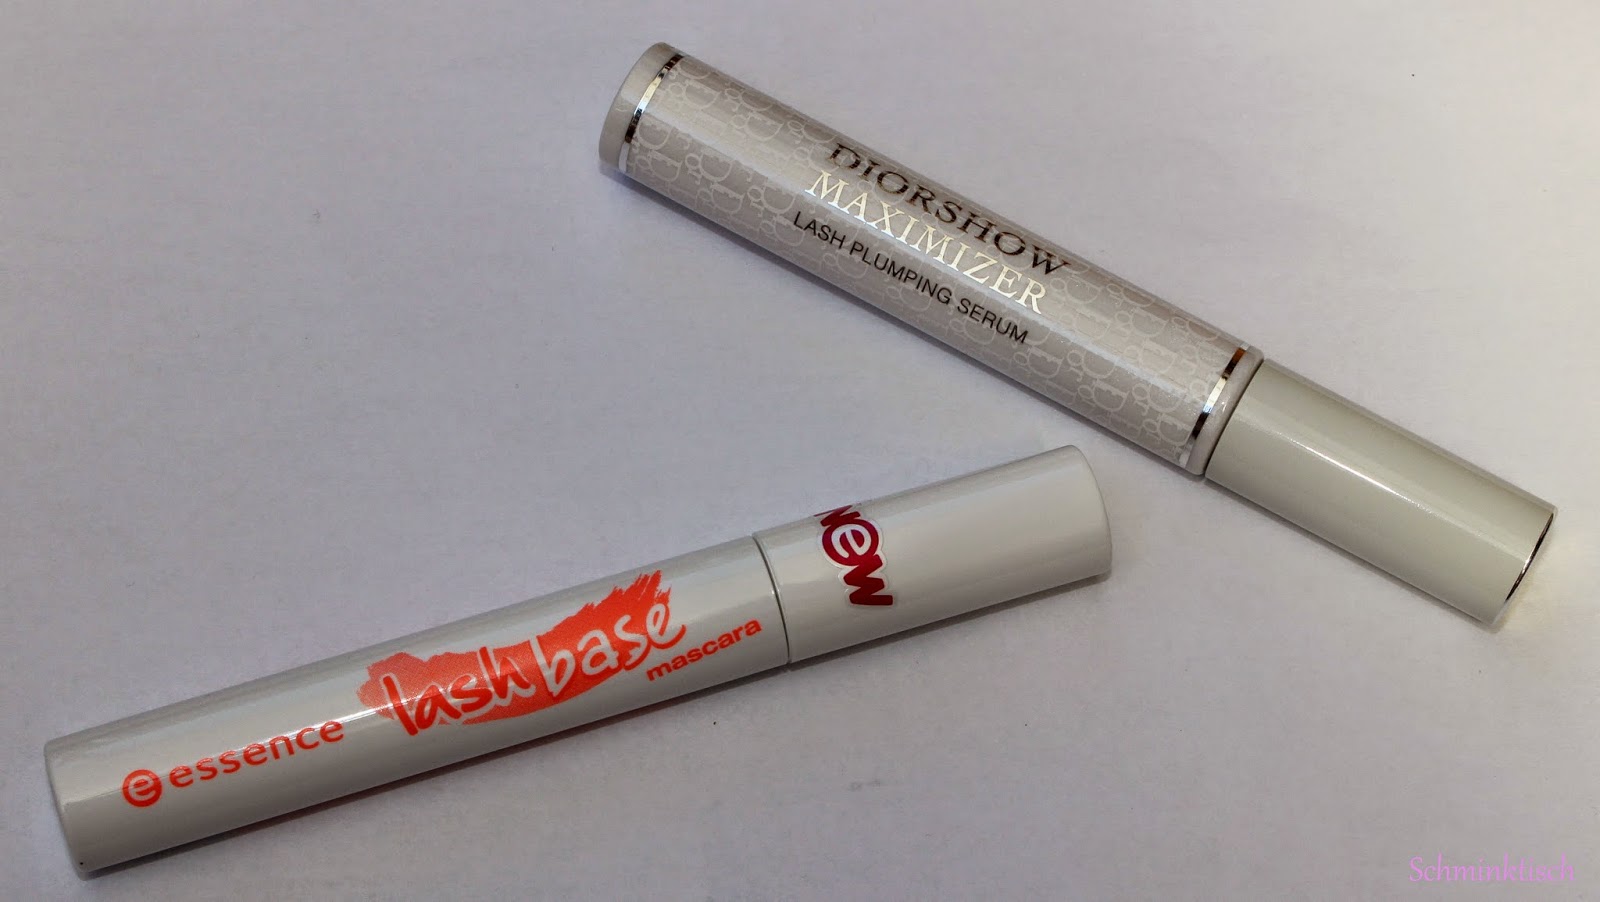 DIORSHOW
MAXIMIZER
LASH PLUMPING SERUM
new
e essence
lash base
mascara
Schminktisch